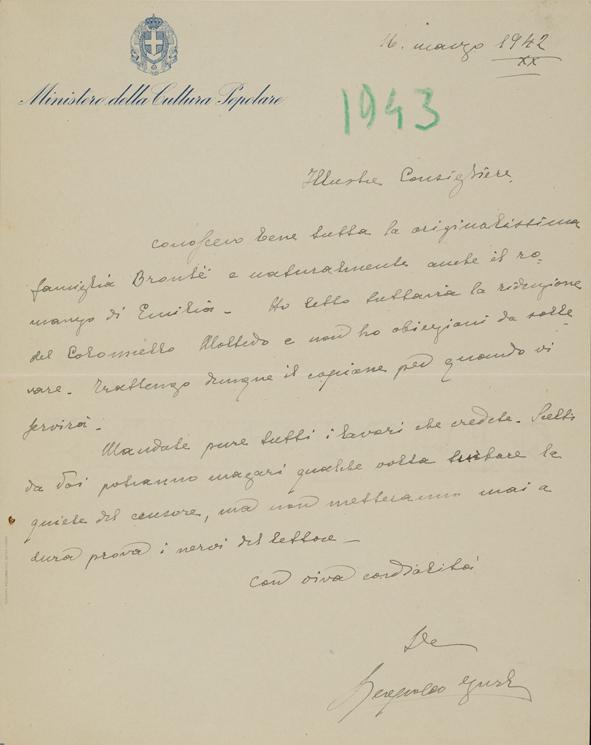 16. marzo 1942
XX
Ministero della Cultura Popolare
1943
Illustre Consigliere,
conoscevo bene tutta la originalissima
famiglia Brontë e naturalmente anche il ro-
manzo di Emilia - Ho letto tuttavia la riduzione
del Colonnello e non ho obiezioni da solle-
vare - Trattengo dunque il copione per quando vi
servirà -
Mandate pure tutti i lavori che credete - Scelti
da Voi potranno magari qualche volta turbare la
quiete del censore, ma non metteranno mai a
dura prova i nervi del lettore -
con viva cordialità